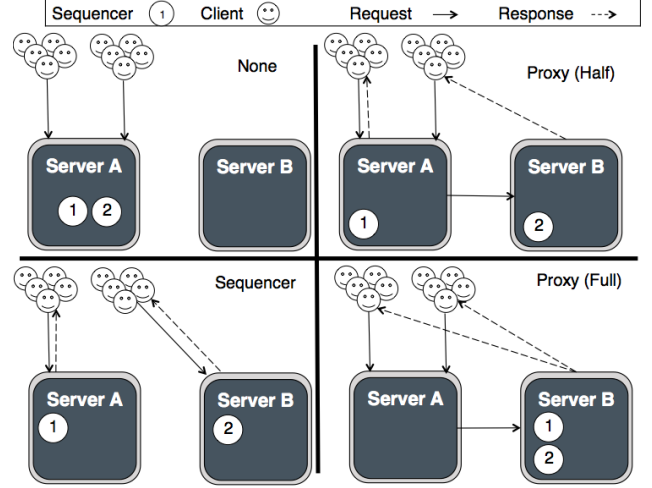 Sequencer 1 Client Request Response
None
Server A
1 2
Server B
Proxy (Half)
Server A
1
Server B
2
Sequencer
Server A
1
Server B
2
Proxy (Full)
Server A
Server B
1
2